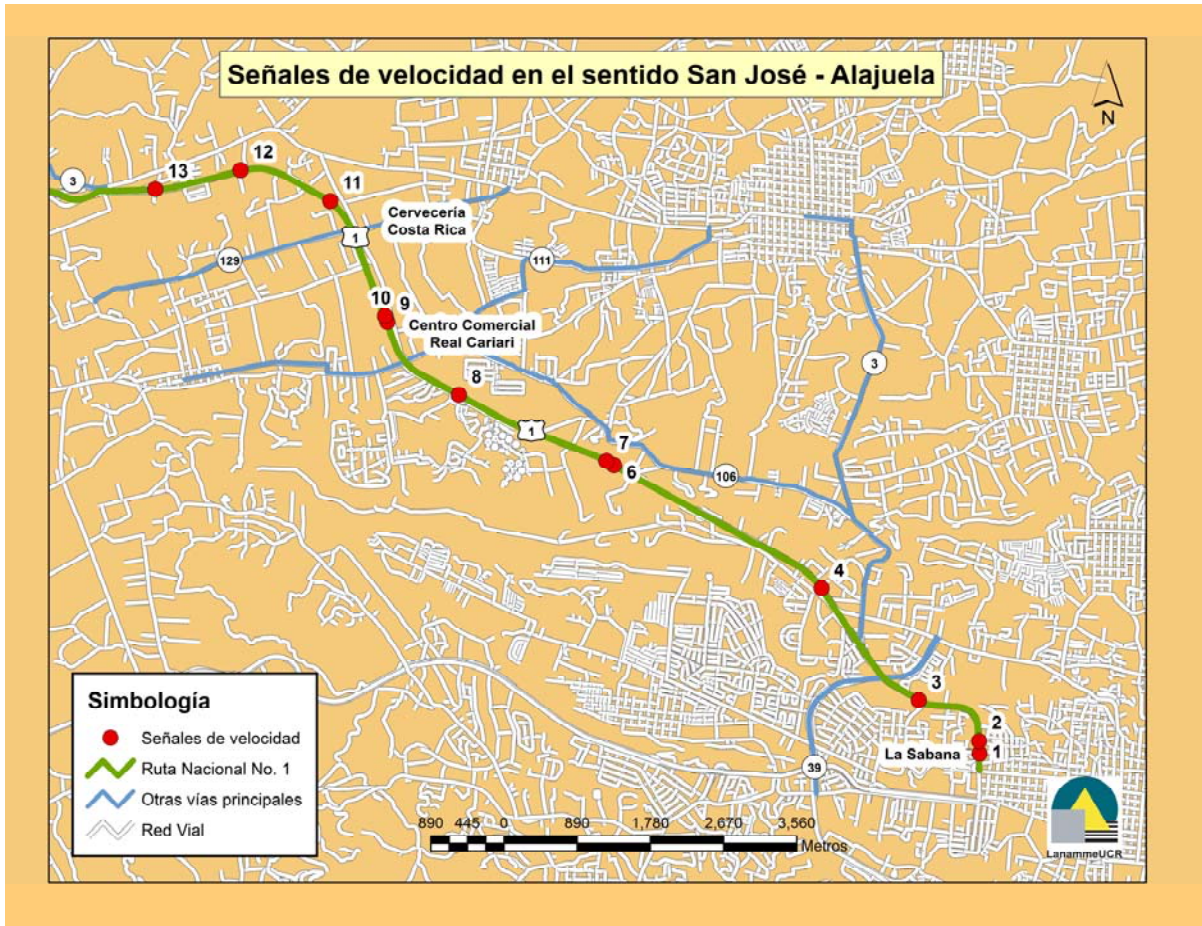 Señales de velocidad en el sentido San José - Alajuela
N
3
13
12
11
Cervecería
Costa Rica
1
129
111
10
9
Centro Comercial
Real Cariari
3
8
1
7
6
106
4
3
2
La Sabana
1
39
Simbología
Señales de velocidad
Ruta Nacional No. 1
Otras vías principales
Red Vial
890 445 0 890 1,780 2,670 3,560
Metros
LanammeUCR